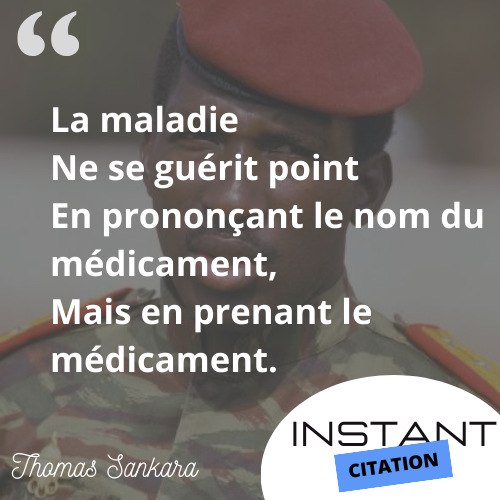 “
La maladie
Ne se guérit point
En prononçant le nom du
médicament,
Mais en prenant le
médicament.
Thomas Sankara
INSTANT
CITATION